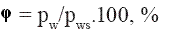 φ = pw/pws.100, %